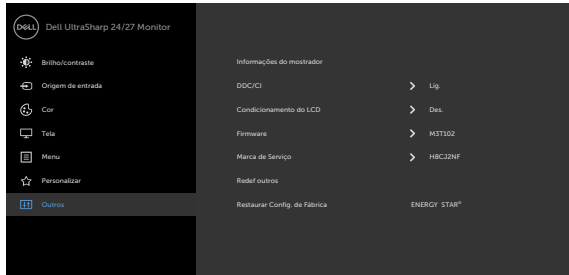 DELL Dell UltraSharp 24/27 Monitor
Brilho/contraste
Informações do mostrador
Origem de entrada
DDC/CI > Lig.
Cor
Condicionamento do LCD > Des.
Tela
Firmware > M3T102
Menu
Marca de Serviço > H8CJ2NF
Personalizar
Redef outros
Outros
Restaurar Config. de Fábrica ENERGY STAR®